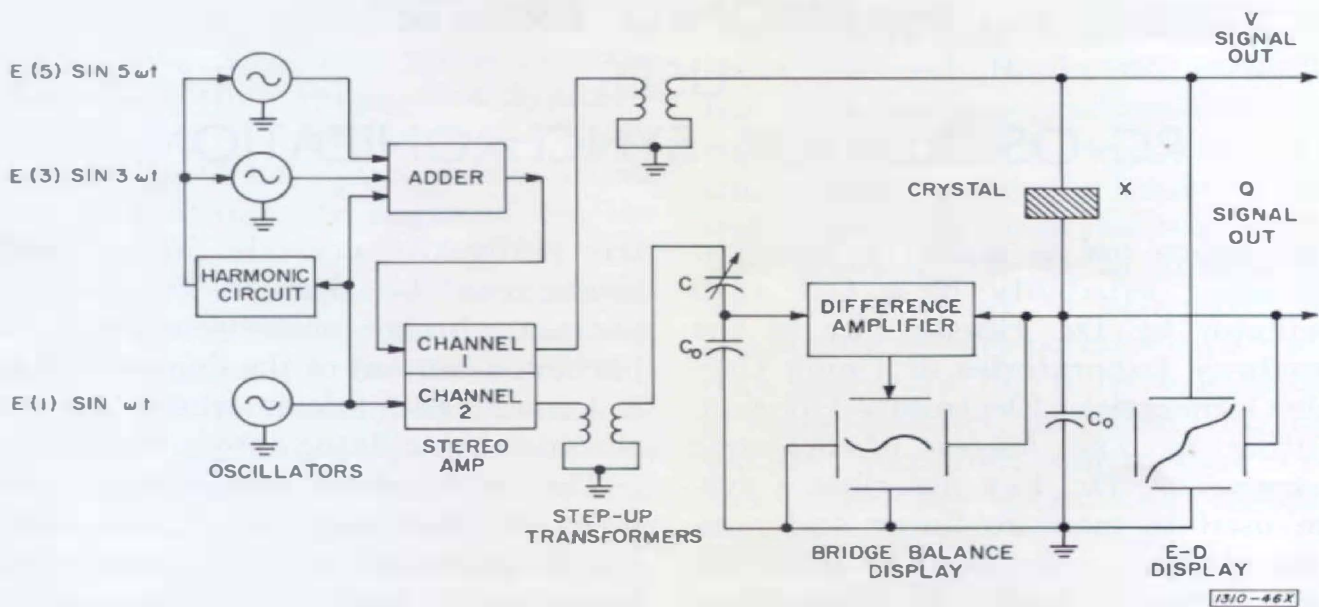 V
SIGNAL
OUT
E (5) SIN 5 ωt
E (3) SIN 3 ωt
ADDER
CRYSTAL
X
Q
SIGNAL
OUT
HARMONIC
CIRCUIT
C
C₀
DIFFERENCE
AMPLIFIER
CHANNEL
1
CHANNEL
2
E (1) SIN ωt
C₀
OSCILLATORS
STEREO
AMP
STEP-UP
TRANSFORMERS
BRIDGE BALANCE
DISPLAY
E-D
DISPLAY
1310-46X